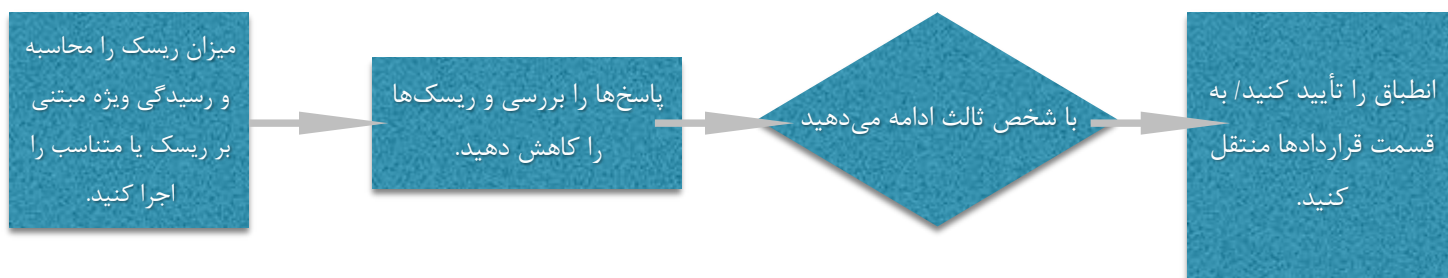 میزان ریسک را محاسبه
و رسیدگی ویژه مبتنی
بر ریسک یا متناسب را
اجرا کنید.
پاسخ‌ها را بررسی و ریسک‌ها
را کاهش دهید.
با شخص ثالث ادامه می‌دهید
انطباق را تأیید کنید/ به
قسمت قراردادها منتقل
کنید.